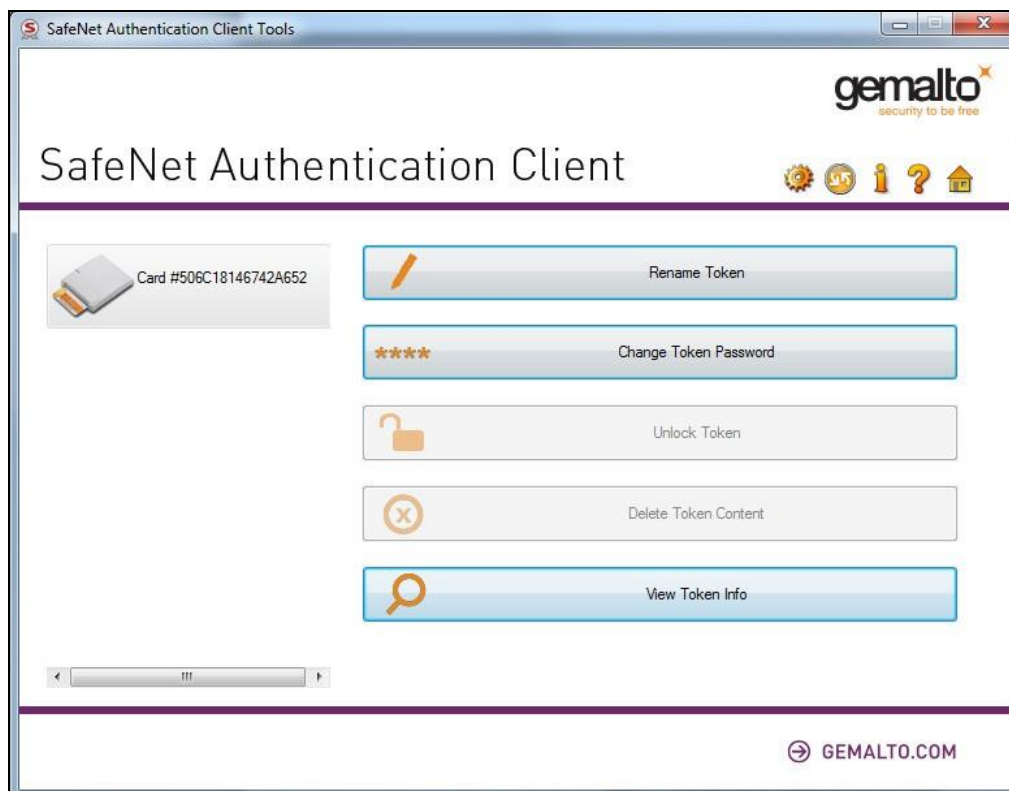 SafeNet Authentication Client Tools
gemalto
security to be free
SafeNet Authentication Client
Card #506C18146742A652
Rename Token
****
Change Token Password
Unlock Token
Delete Token Content
View Token Info
GEMALTO.COM